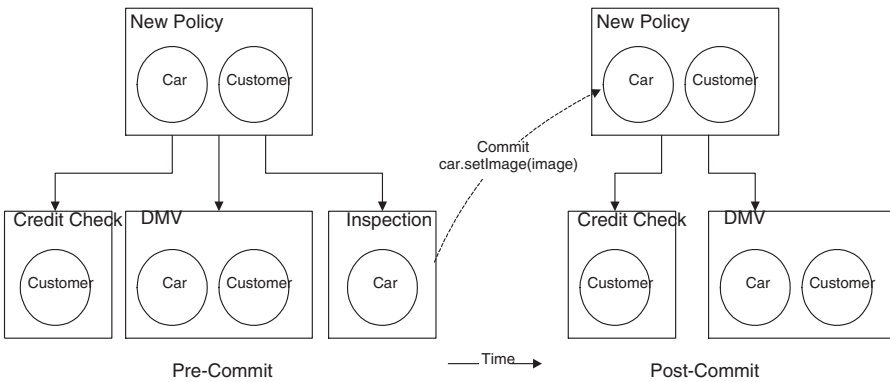 New Policy
Car
Customer
Credit Check
Customer
DMV
Car
Customer
Inspection
Car
Pre-Commit
Commit
car.setImage(image)
Time
New Policy
Car
Customer
Credit Check
Customer
DMV
Car
Customer
Post-Commit